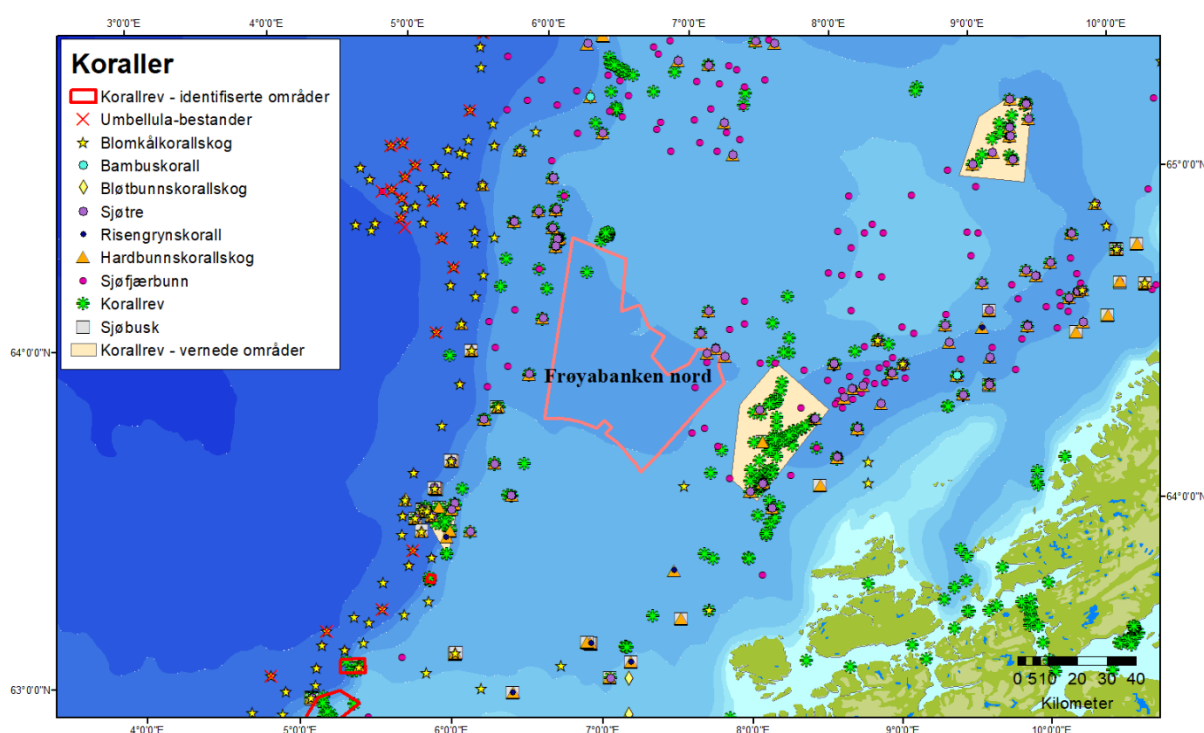 3°0'0"E 4°0'0"E 5°0'0"E 6°0'0"E 7°0'0"E 8°0'0"E 9°0'0"E 10°0'0"E
Koraller
Korallrev - identifiserte områder
Umbellula-bestander
Blomkålkorallskog
Bambuskorall
Bløtbunnskorallskog
Sjøtre
Risengrynskorall
Hardbunnskorallskog
Sjøfjærbunn
Korallrev
Sjøbusk
Korallrev - vernede områder
65°0'0"N
64°0'0"N
Frøyabanken nord
64°0'0"N
63°0'0"N
0 5 10 20 30 40
Kilometer
4°0'0"E 5°0'0"E 6°0'0"E 7°0'0"E 8°0'0"E 9°0'0"E 10°0'0"E